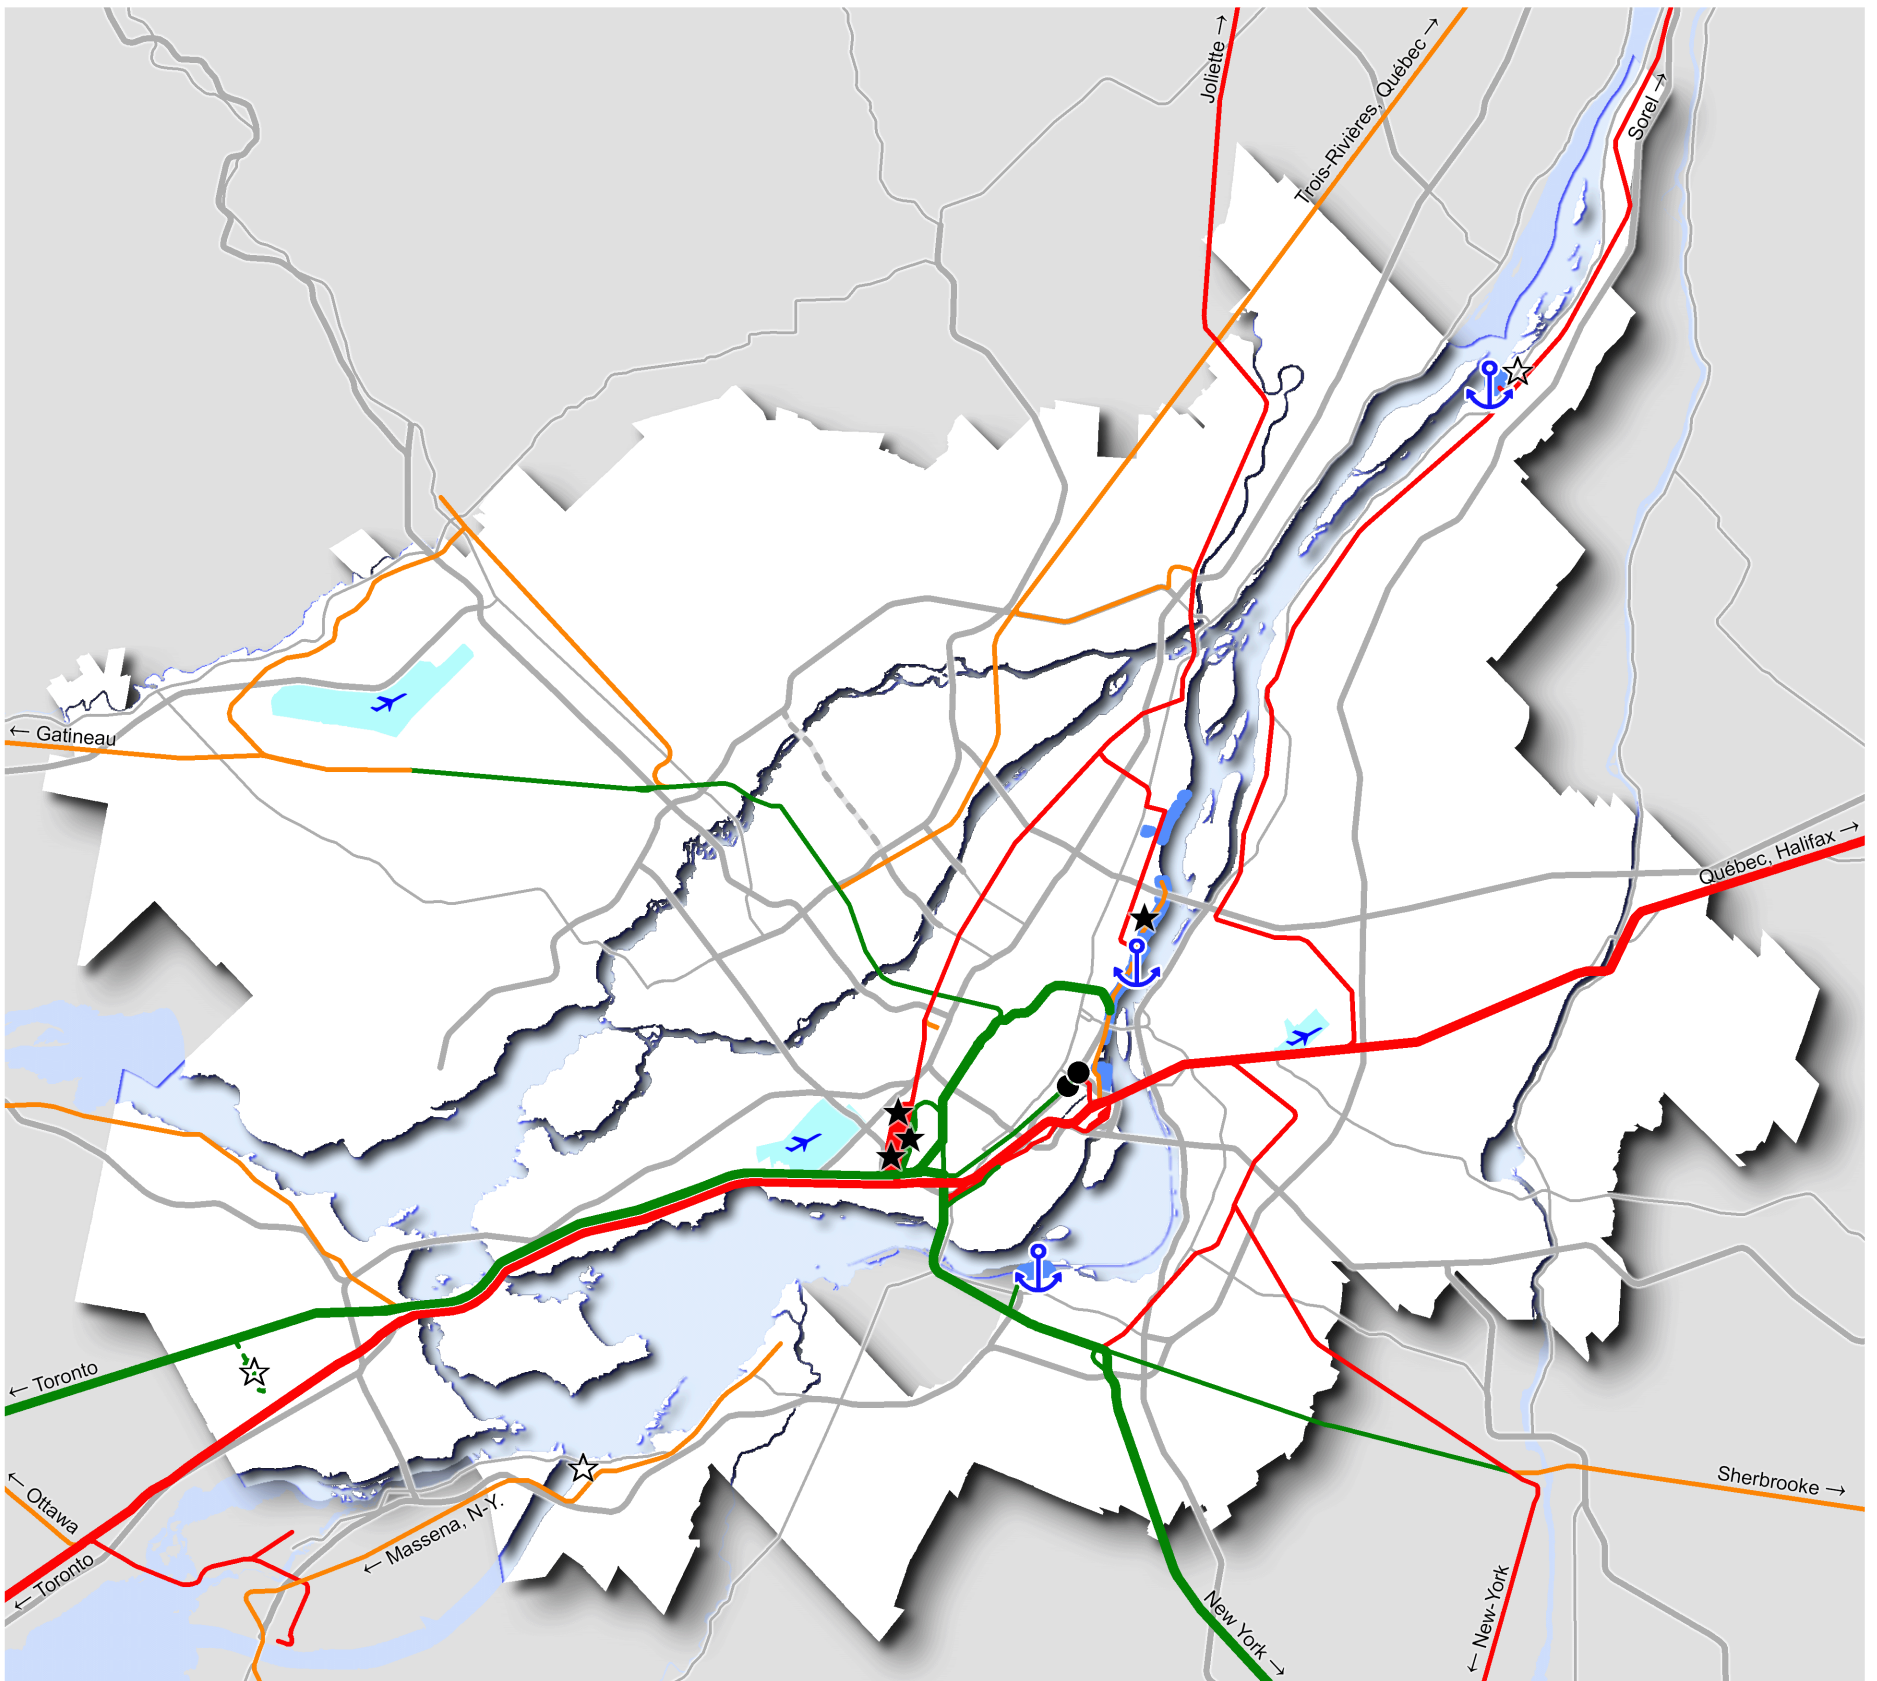 Joliette →
Trois-Rivières, Québec →
Sorel →
← Gatineau
Québec, Halifax →
← Toronto
← Ottawa
← Toronto
← Massena, N-Y.
New York →
← New-York
Sherbrooke →